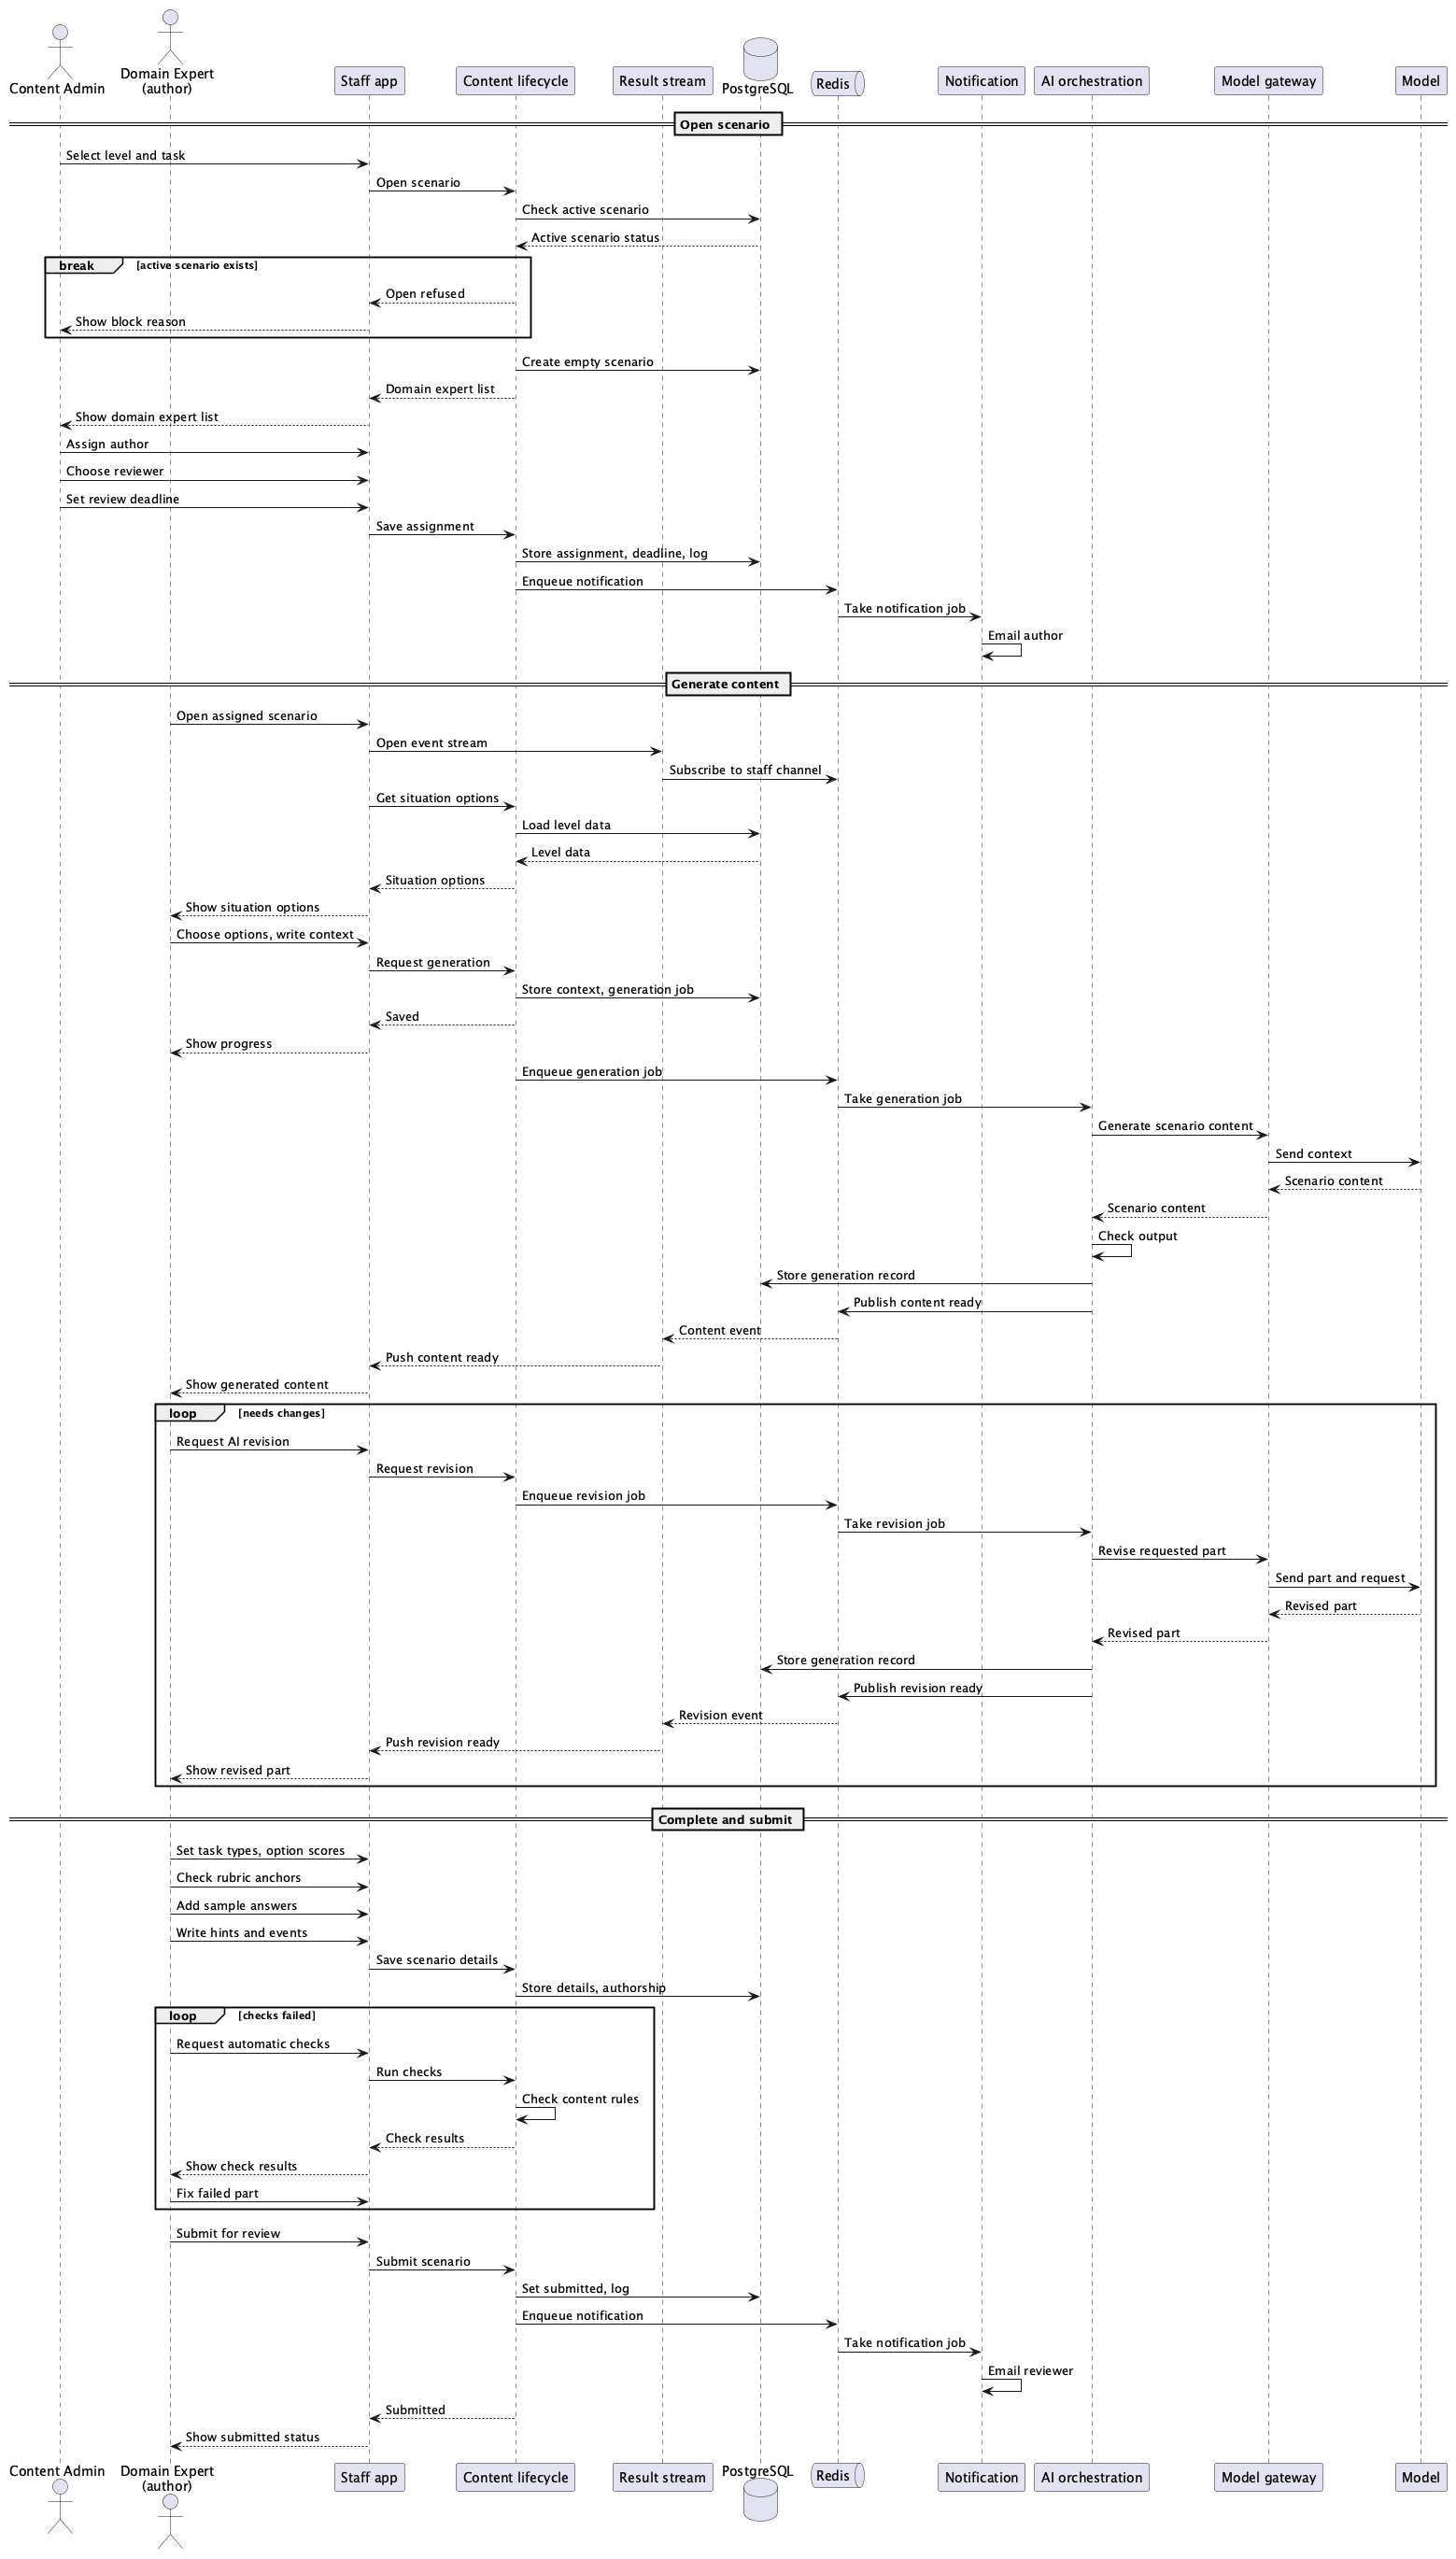 Content Admin
Domain Expert
(author)
Staff app
Content lifecycle
Result stream
PostgreSQL
Redis
Notification
AI orchestration
Model gateway
Model
Open scenario
Select level and task
Open scenario
Check active scenario
Active scenario status
break
[active scenario exists]
Open refused
Show block reason
Create empty scenario
Domain expert list
Show domain expert list
Assign author
Choose reviewer
Set review deadline
Save assignment
Store assignment, deadline, log
Enqueue notification
Take notification job
Email author
Generate content
Open assigned scenario
Open event stream
Subscribe to staff channel
Get situation options
Load level data
Level data
Situation options
Show situation options
Choose options, write context
Request generation
Store context, generation job
Saved
Show progress
Enqueue generation job
Take generation job
Generate scenario content
Send context
Scenario content
Scenario content
Check output
Store generation record
Publish content ready
Content event
Push content ready
Show generated content
loop
[needs changes]
Request AI revision
Request revision
Enqueue revision job
Take revision job
Revise requested part
Send part and request
Revised part
Revised part
Store generation record
Publish revision ready
Revision event
Push revision ready
Show revised part
Complete and submit
Set task types, option scores
Check rubric anchors
Add sample answers
Write hints and events
Save scenario details
Store details, authorship
loop
[checks failed]
Request automatic checks
Run checks
Check content rules
Check results
Show check results
Fix failed part
Submit for review
Submit scenario
Set submitted, log
Enqueue notification
Take notification job
Email reviewer
Submitted
Show submitted status
Content Admin
Domain Expert
(author)
Staff app
Content lifecycle
Result stream
PostgreSQL
Redis
Notification
AI orchestration
Model gateway
Model